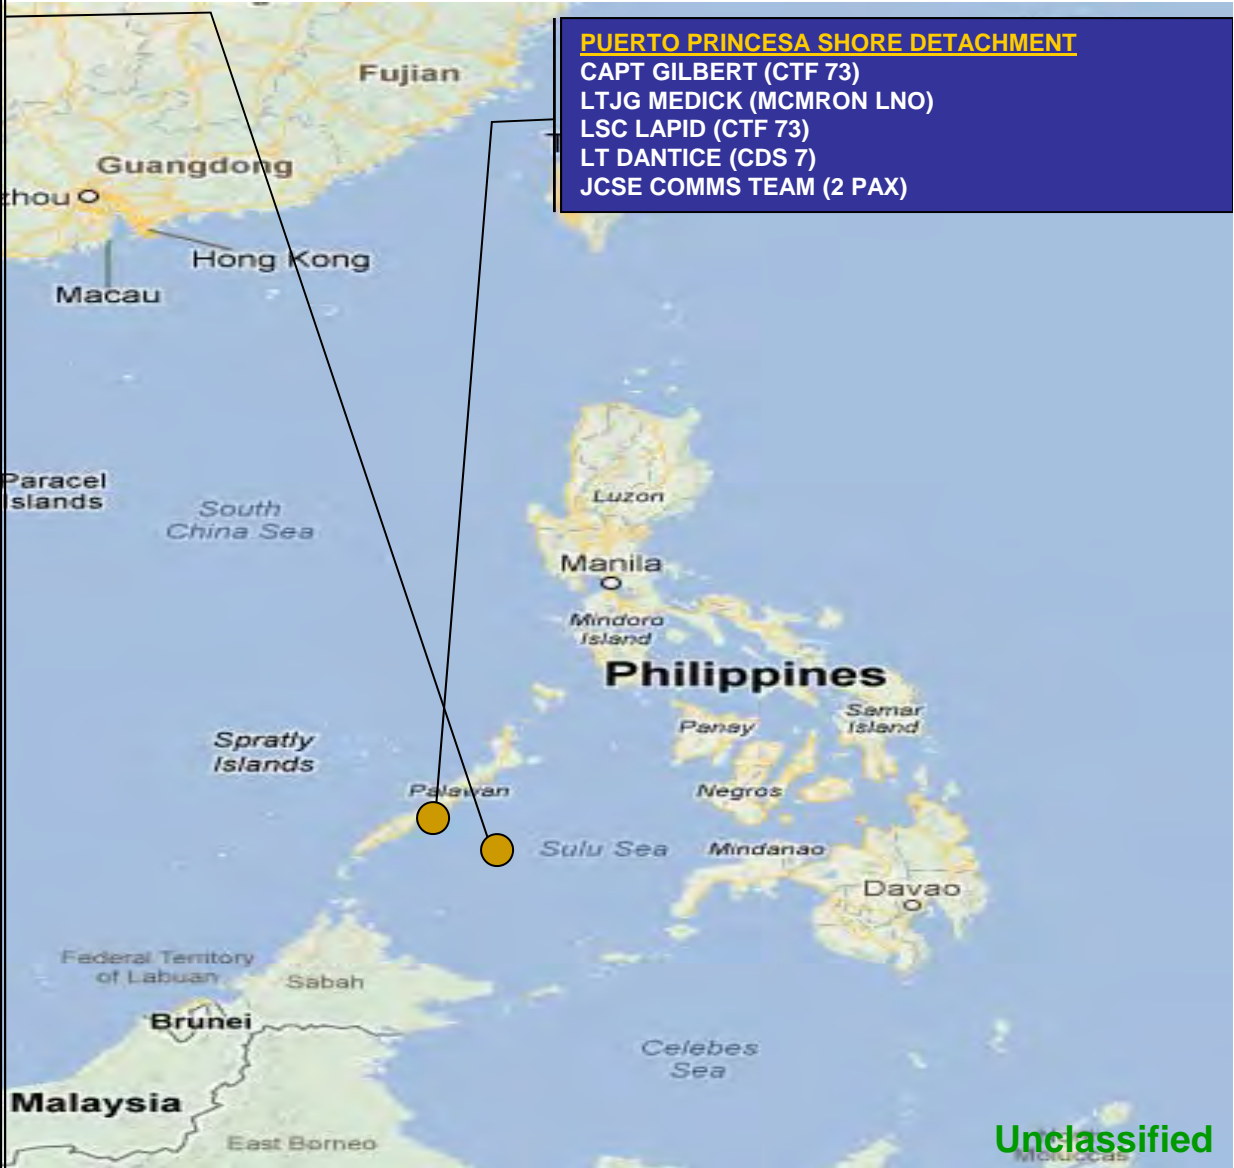 PUERTO PRINCESA SHORE DETACHMENT
CAPT GILBERT (CTF 73)
LTJG MEDICK (MCMRON LNO)
LSC LAPID (CTF 73)
LT DANTICE (CDS 7)
JCSE COMMS TEAM (2 PAX)
Fujian
Guangdong
zhou
Hong Kong
Macau
Paracel
Islands
South
China Sea
Luzon
Manila
Mindoro
Island
Philippines
Samar
Island
Panay
Spratly
Islands
Palawan
Negros
Sulu Sea
Mindanao
Davao
Federal Territory
of Labuan
Sabah
Brunei
Celebes
Sea
Malaysia
East Borneo
Unclassified
Moluccas